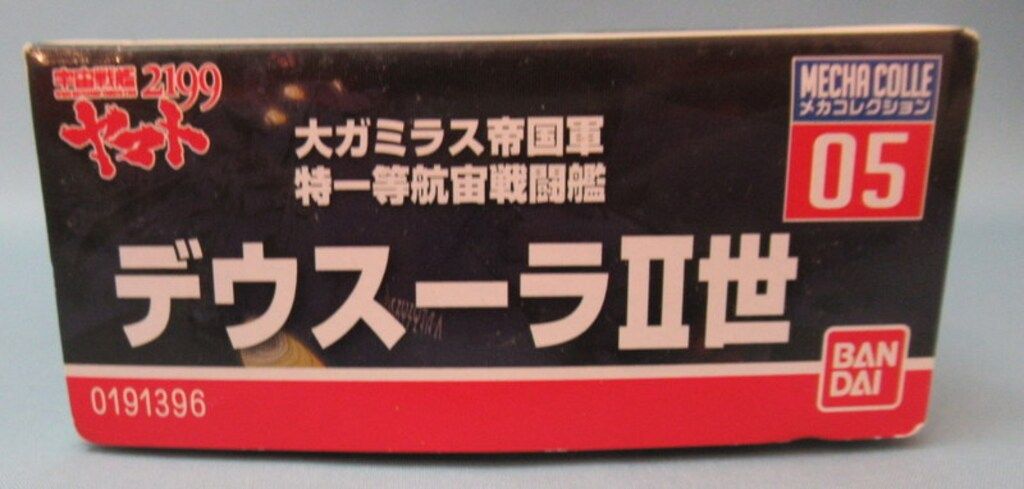 宇宙戦艦
ヤマト
2199
大ガミラス帝国軍
特一等航宙戦闘艦
デウスーラⅡ世
MECHA COLLE
メカコレクション
05
0191396
BAN
DAI